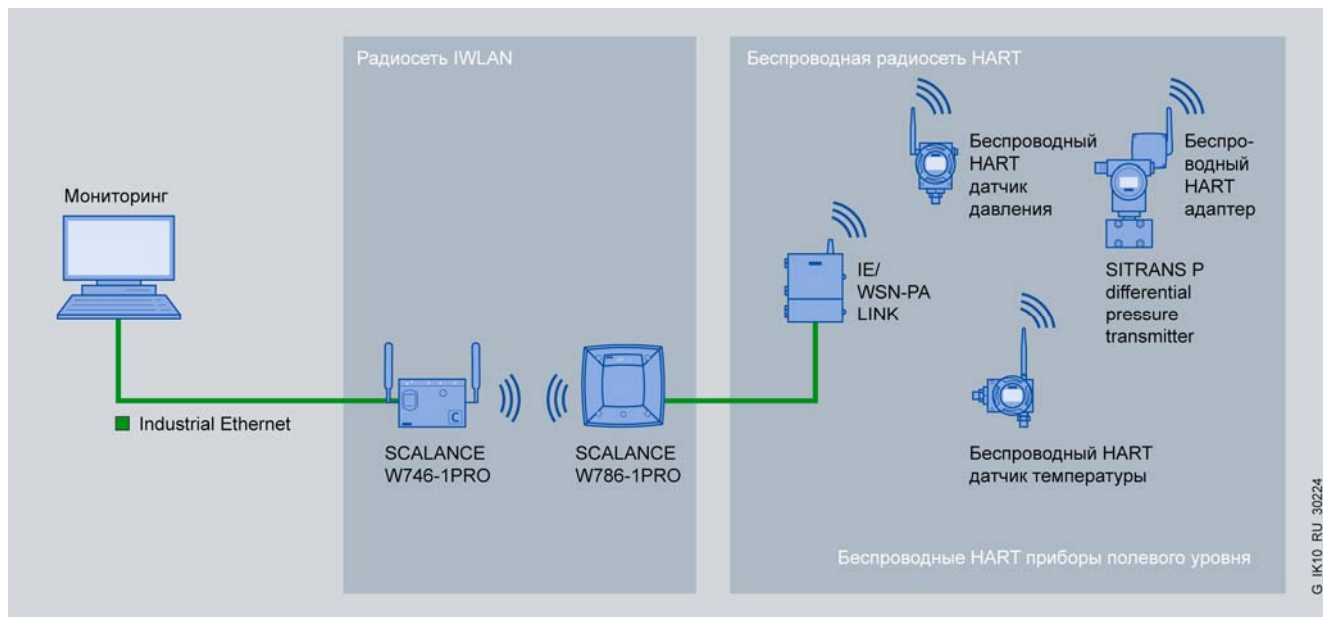 Радиосеть IWLAN
Беспроводная радиосеть HART
Мониторинг
Industrial Ethernet
SCALANCE
W746-1PRO
SCALANCE
W786-1PRO
IE/
WSN-PA
LINK
Беспроводный
HART
датчик
давления
Беспро-
водный
HART
адаптер
SITRANS P
differential
pressure
transmitter
Беспроводный HART
датчик температуры
Беспроводные HART приборы полевого уровня
G_IK10_RU_30224